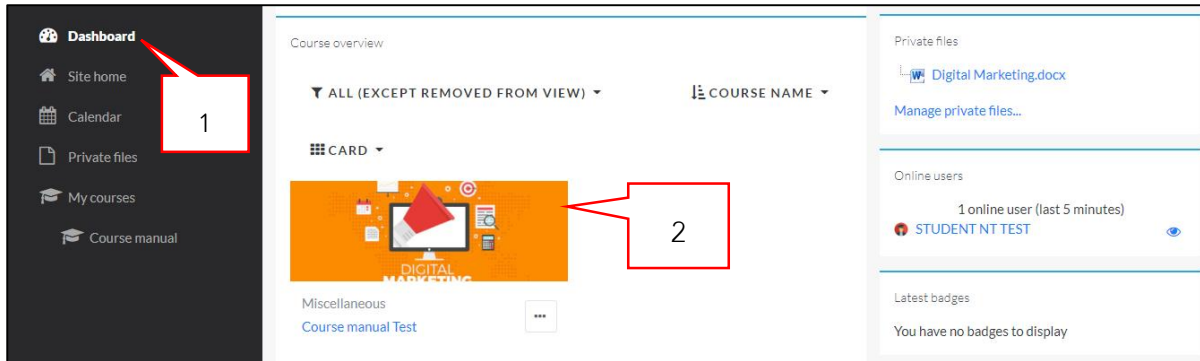 Dashboard
Site home
Calendar
Private files
My courses
Course manual
1
Course overview
ALL (EXCEPT REMOVED FROM VIEW)
COURSE NAME
CARD
DIGITAL
MARKETING
2
Miscellaneous
Course manual Test
...
Private files
Digital Marketing.docx
Manage private files...
Online users
1 online user (last 5 minutes)
STUDENT NT TEST
Latest badges
You have no badges to display